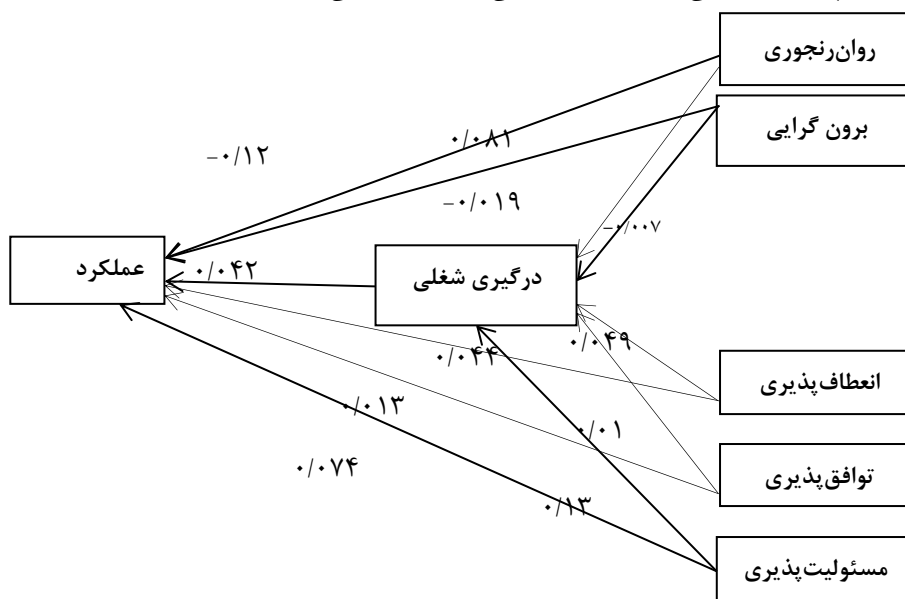 روان‌رنجوری
برون گرایی
۰/۰۸۱
-۰/۱۲
-۰/۰۱۹
-۰/۰۰۷
درگیری شغلی
عملکرد
۰/۰۴۲
۰/۰۴۹
۰/۰۴۴
انعطاف‌پذیری
۰/۰۱۳
۰/۰۱
۰/۰۷۴
توافق‌پذیری
۰/۱۳
مسئولیت‌پذیری